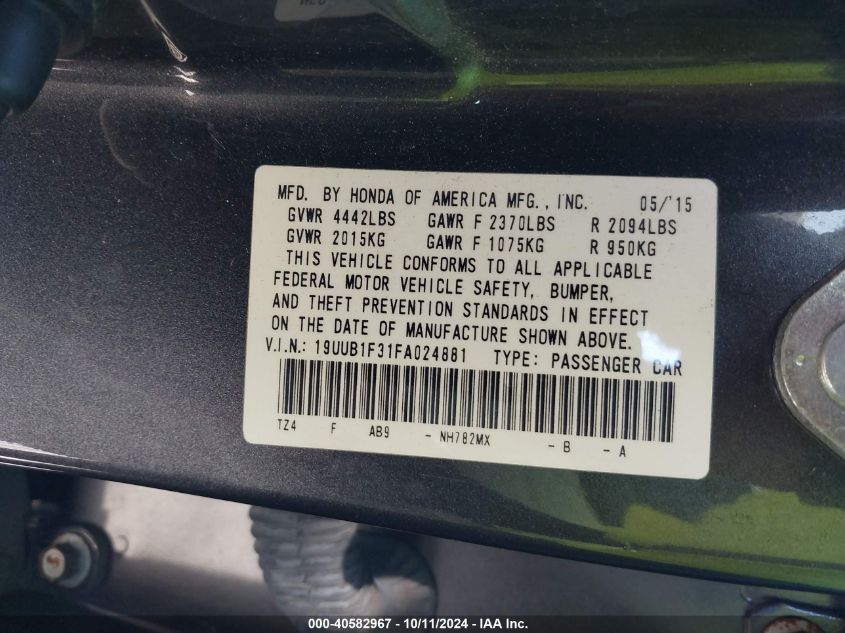 MFD. BY HONDA OF AMERICA MFG., INC. 05/15
GVWR 4442LBS GAWR F 2370LBS R 2094LBS
GVWR 2015KG GAWR F 1075KG R 950KG
THIS VEHICLE CONFORMS TO ALL APPLICABLE
FEDERAL MOTOR VEHICLE SAFETY, BUMPER,
AND THEFT PREVENTION STANDARDS IN EFFECT
ON THE DATE OF MANUFACTURE SHOWN ABOVE.
V.I.N.: 19UUB1F31FA024881 TYPE: PASSENGER CAR
TZ4 F AB9 - NH782MX - B - A
000-40582967 - 10/11/2024 - IAA Inc.